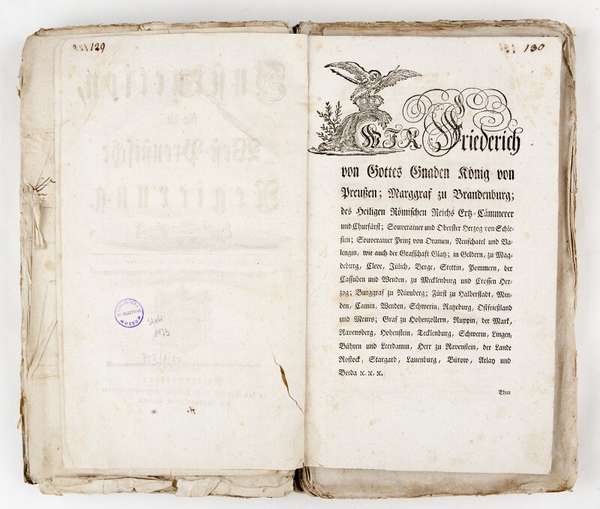 129
130
WIR Friederich
von Gottes Gnaden König von
Preußen; Marggraf zu Brandenburg;
des Heiligen Römischen Reichs Ertz-Cämmerer
und Churfürst; Souverainer und Oberster Herzog von Schle-
sien; Souverainer Prinz von Oranien, Neufchatel und Va-
lengin, wie auch der Grafschaft Glatz; in Geldern, zu Mag-
deburg, Cleve, Jülich, Berge, Stettin, Pommern, der
Cassuben und Wenden, zu Mecklenburg und Crossen Her-
zog; Burggraf zu Nürnberg; Fürst zu Halberstadt, Min-
den, Camin, Wenden, Schwerin, Ratzeburg, Ostfriesland
und Meurs; Graf zu Hohenzollern, Ruppin, der Mark,
Ravensberg, Hohenstein, Tecklenburg, Schwerin, Lingen,
Bühren und Leerdamm, Herr zu Ravenstein, der Lande
Rostock, Stargard, Lauenburg, Bütow, Arlay und
Breda ꝛc. ꝛc. ꝛc.
Thun